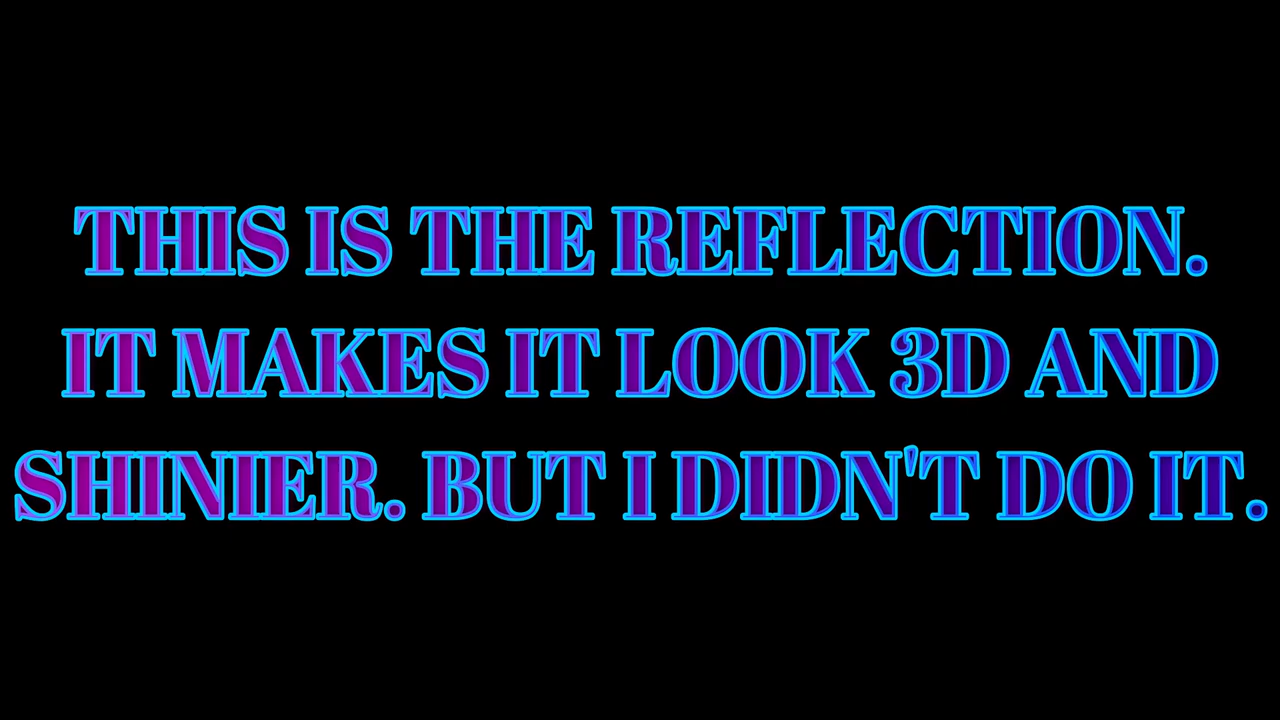 THIS IS THE REFLECTION.
IT MAKES IT LOOK 3D AND
SHINIER. BUT I DIDN'T DO IT.